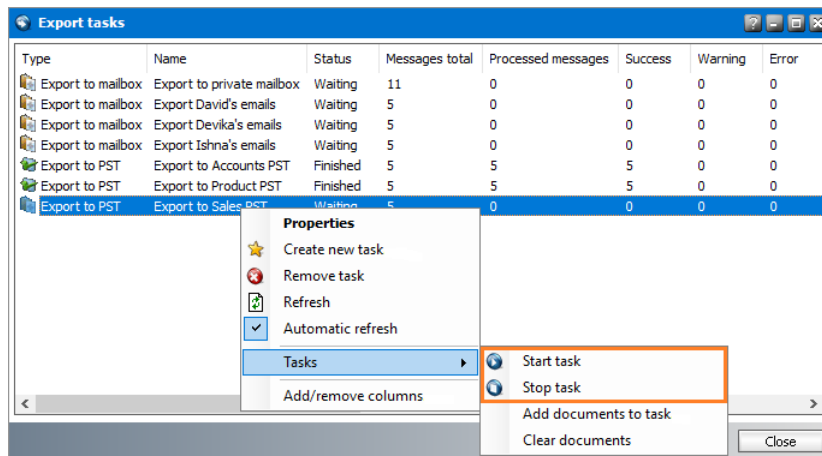 Export tasks
Type Name Status Messages total Processed messages Success Warning Error
Export to mailbox Export to private mailbox Waiting 11 0 0 0 0
Export to mailbox Export David's emails Waiting 5 0 0 0 0
Export to mailbox Export Devika's emails Waiting 5 0 0 0 0
Export to mailbox Export Ishna's emails Waiting 5 0 0 0 0
Export to PST Export to Accounts PST Finished 5 5 5 0 0
Export to PST Export to Product PST Finished 5 5 5 0 0
Export to PST Export to Sales PST Waiting 5 0 0 0 0
Properties
Create new task
Remove task
Refresh
Automatic refresh
Tasks
Add/remove columns
Start task
Stop task
Add documents to task
Clear documents
Close